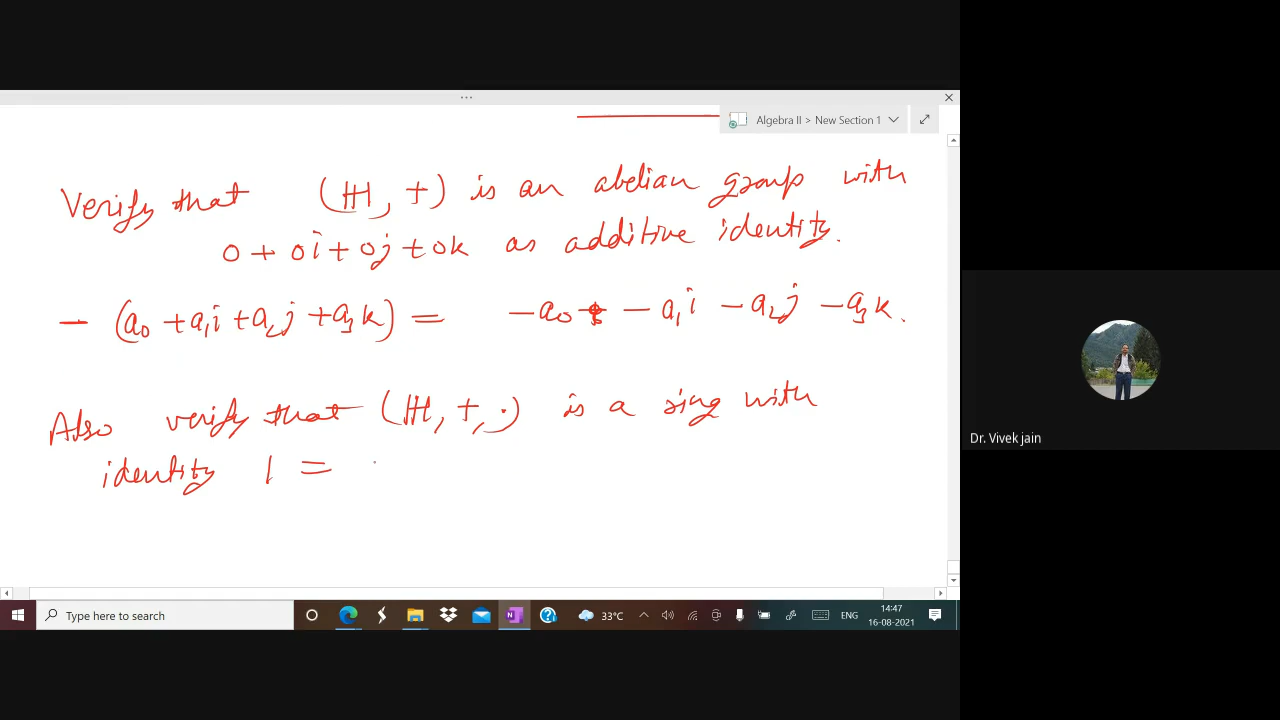 Algebra II > New Section 1
Verify that (ℍ, +) is an abelian group with
0 + 0i + 0j + 0k as additive identity.
- (a₀ + a₁i + a₂j + a₃k) = - a₀ - a₁i - a₂j - a₃k.
Also verify that (ℍ, +, ·) is a ring with
identity 1 =
Dr. Vivek jain
Type here to search
33°C
ENG
14:47
16-08-2021